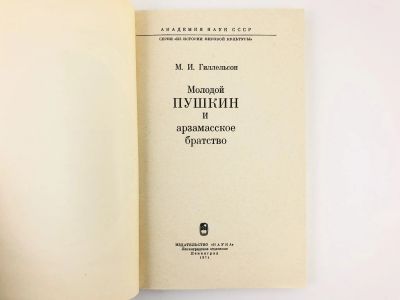 АКАДЕМИЯ НАУК СССР
СЕРИЯ «ИЗ ИСТОРИИ МИРОВОЙ КУЛЬТУРЫ»
М. И. Гиллельсон
Молодой
ПУШКИН
И
арзамасское
братство
ИЗДАТЕЛЬСТВО «НАУКА»
Ленинградское отделение
Ленинград
1974